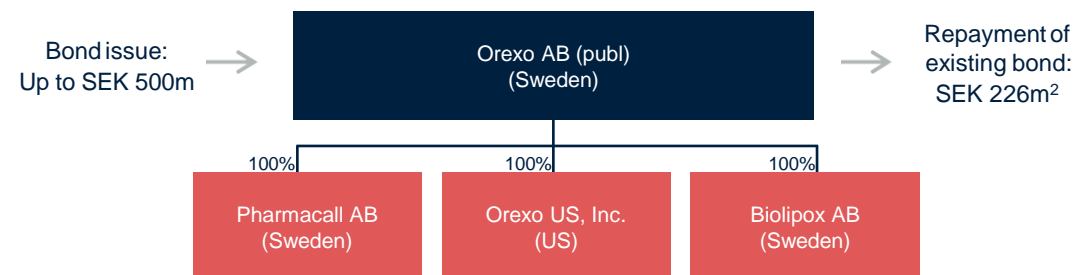 Bond issue:
Up to SEK 500m
Orexo AB (publ)
(Sweden)
Repayment of
existing bond:
SEK 226m²
100%
100%
100%
Pharmacall AB
(Sweden)
Orexo US, Inc.
(US)
Biolipox AB
(Sweden)